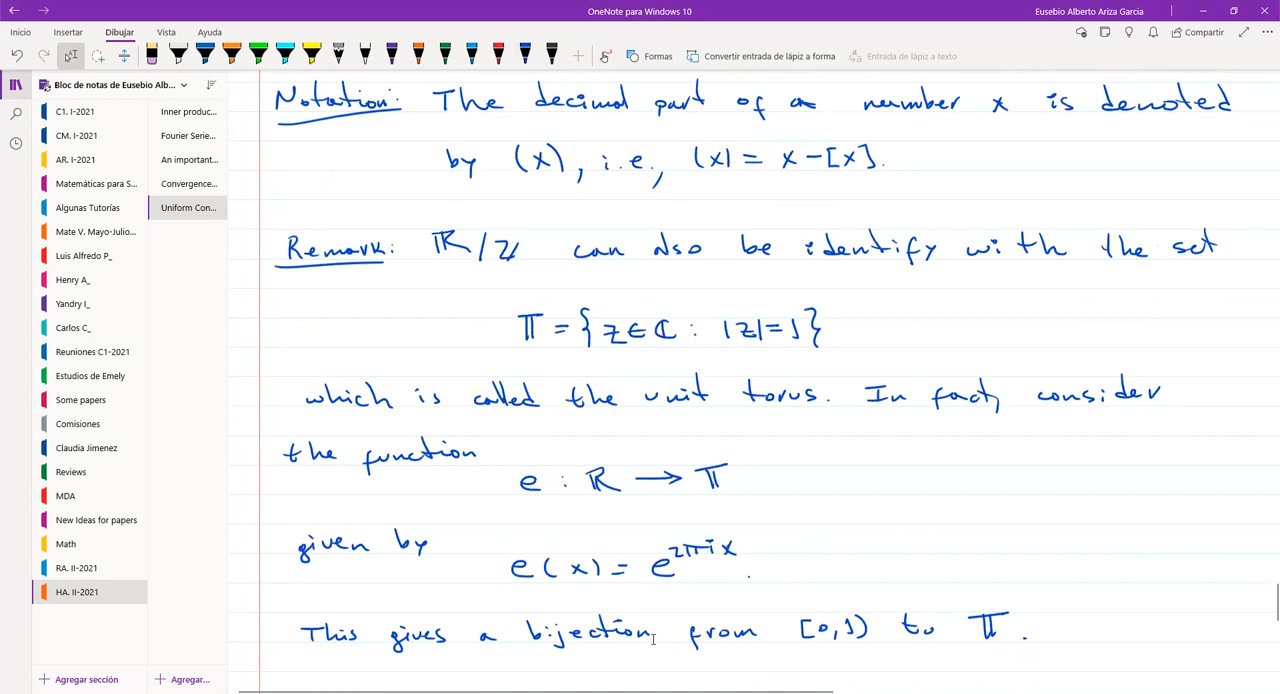 OneNote para Windows 10
Eusebio Alberto Ariza Garcia
Inicio Insertar Dibujar Vista Ayuda
Compartir
Formas Convertir entrada de lápiz a forma Entrada de lápiz a texto
Bloc de notas de Eusebio Alb...
C1. I-2021
CM. I-2021
AR. I-2021
Matemáticas para S...
Algunas Tutorías
Mate V. Mayo-Julio...
Luis Alfredo P_
Henry A_
Yandry I_
Carlos C_
Reuniones C1-2021
Estudios de Emely
Some papers
Comisiones
Claudia Jimenez
Reviews
MDA
New Ideas for papers
Math
RA. II-2021
HA. II-2021
Agregar sección
Inner produc...
Fourier Serie...
An important...
Convergence...
Uniform Con...
Agregar...
Notation: The decimal part of a number x is denoted
by (x), i.e., (x) = x-[x].
Remark: ℝ/ℤ can also be identify with the set
𝕋 = {z∈ℂ : |z|=1}
which is called the unit torus. In fact, consider
the function
e : ℝ → 𝕋
given by
e(x) = e^{2πix}.
This gives a bijection from [0,1) to 𝕋.